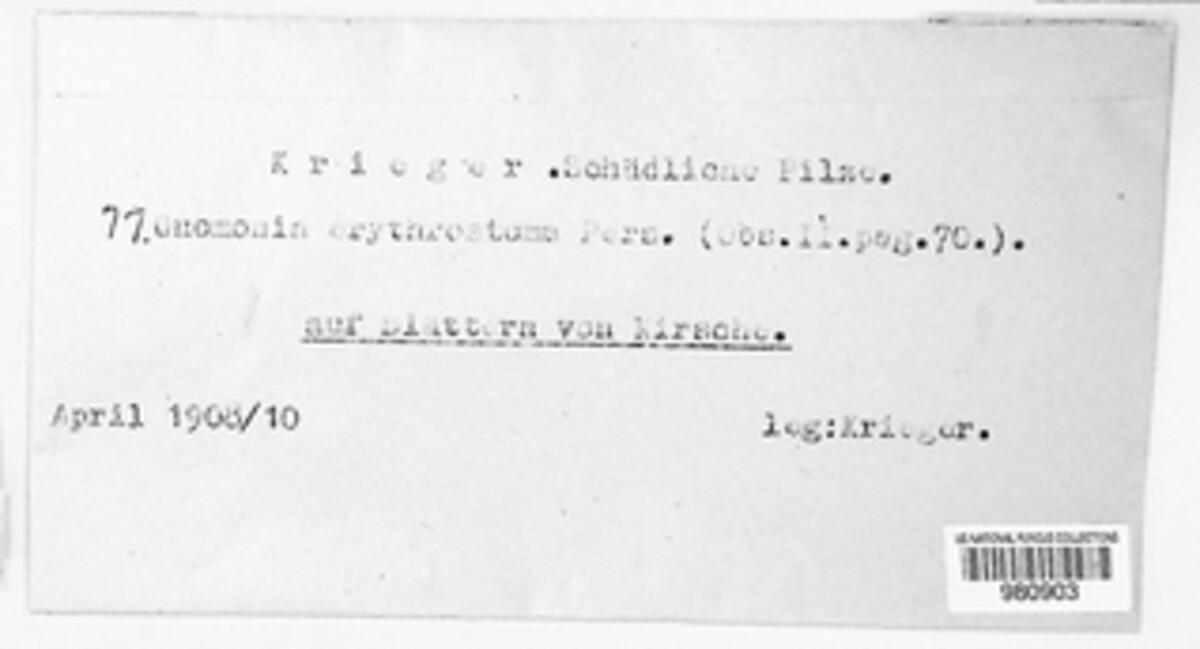 K r i e g e r .Schädliche Pilze.
77.Gnomonia erythrostoma Pers. (Obs.II.pag.70.).
auf Blättern von Kirsche.
April 1908/10
leg:Krieger.
US NATIONAL FUNGUS COLLECTIONS
980903